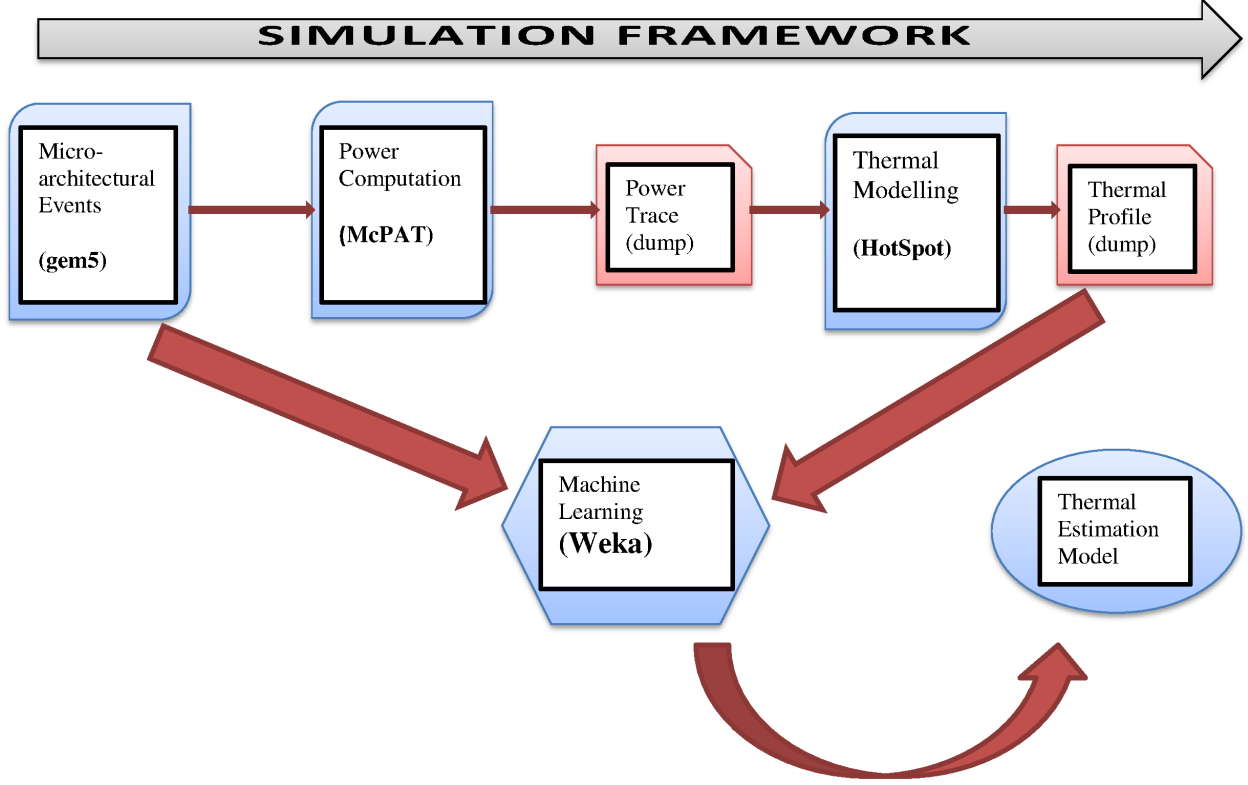 SIMULATION FRAMEWORK
Micro-
architectural
Events
(gem5)
Power
Computation
(McPAT)
Power
Trace
(dump)
Thermal
Modelling
(HotSpot)
Thermal
Profile
(dump)
Machine
Learning
(Weka)
Thermal
Estimation
Model